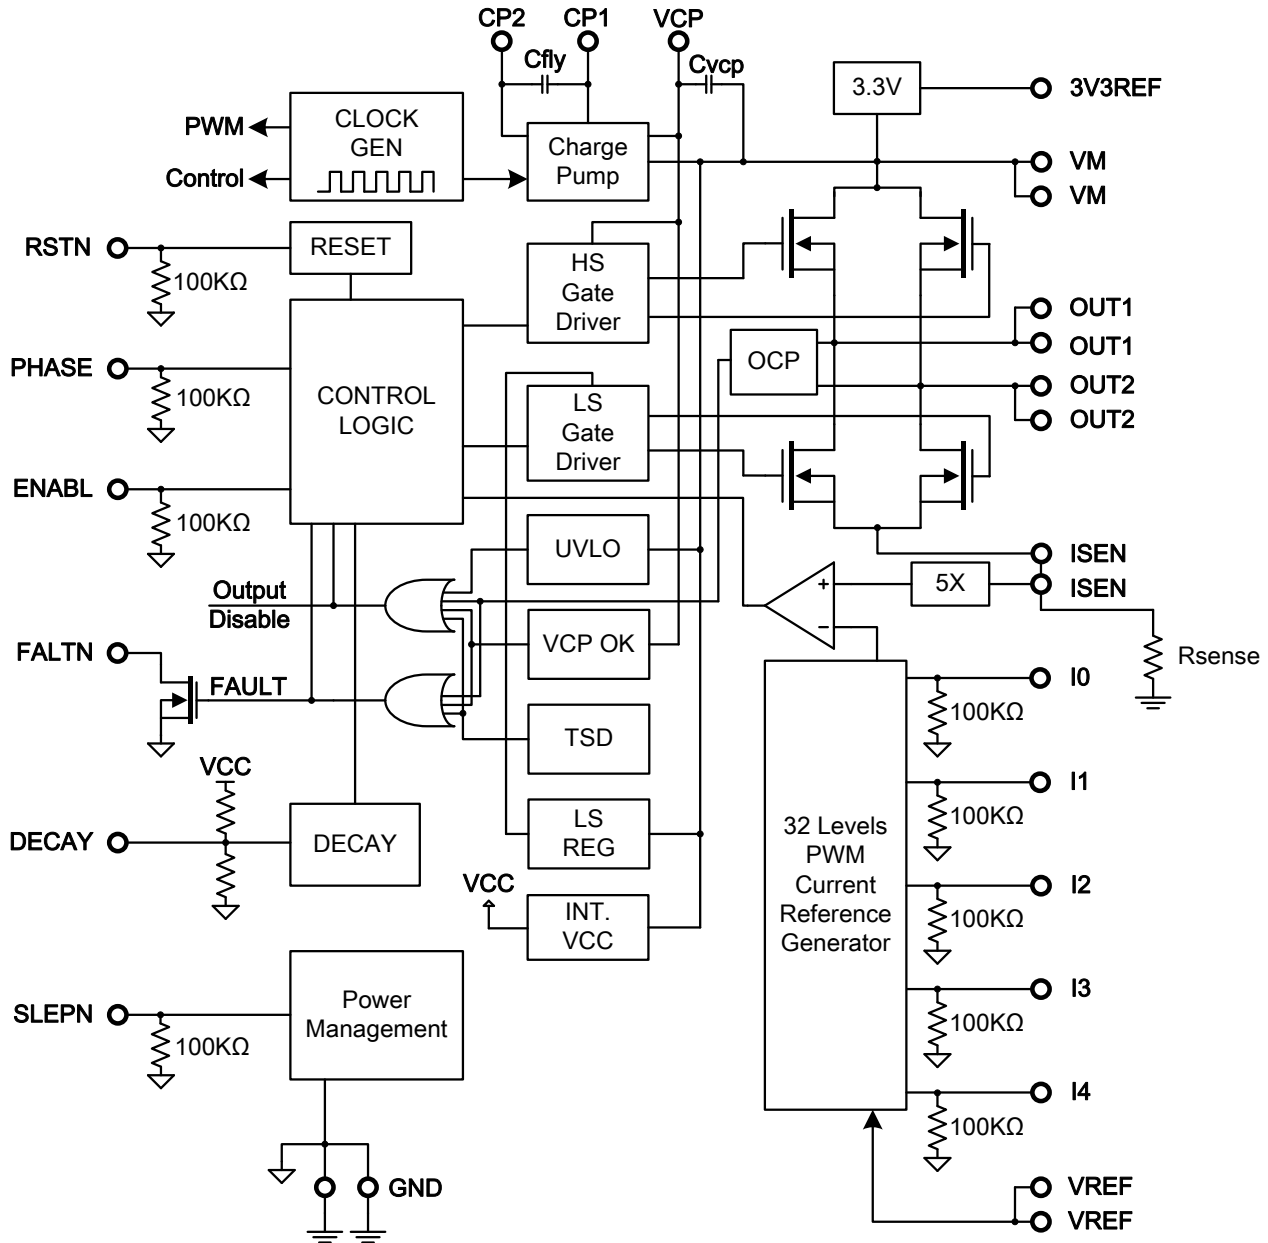 CP2
CP1
VCP
Cfly
Cvcp
3.3V
3V3REF
PWM
CLOCK
GEN
Control
Charge
Pump
VM
VM
RSTN
RESET
100KΩ
HS
Gate
Driver
OUT1
OUT1
OCP
OUT2
OUT2
PHASE
100KΩ
CONTROL
LOGIC
LS
Gate
Driver
ENABL
100KΩ
UVLO
ISEN
5X
ISEN
+
−
Output
Disable
VCP OK
Rsense
FALTN
FAULT
TSD
I0
100KΩ
VCC
DECAY
DECAY
LS
REG
I1
100KΩ
32 Levels
PWM
Current
Reference
Generator
VCC
INT.
VCC
I2
100KΩ
SLEPN
100KΩ
Power
Management
I3
100KΩ
I4
100KΩ
GND
VREF
VREF